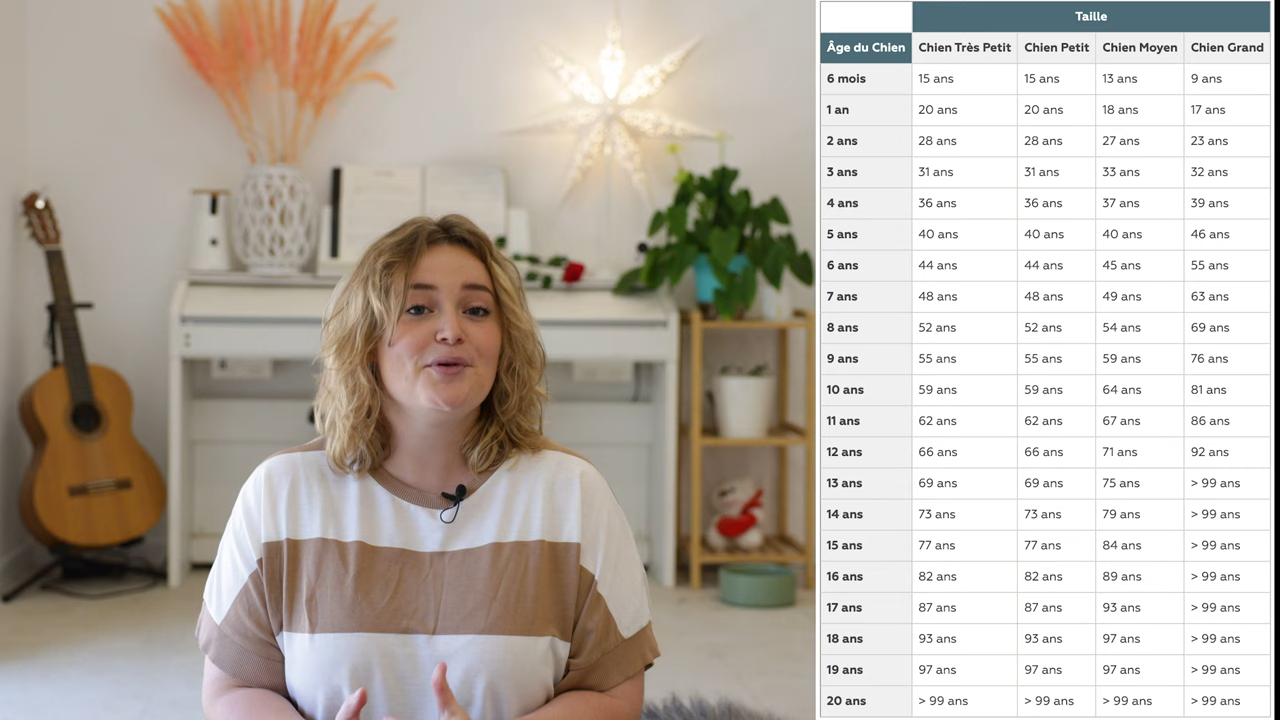 Taille
Âge du Chien Chien Très Petit Chien Petit Chien Moyen Chien Grand
6 mois 15 ans 15 ans 13 ans 9 ans
1 an 20 ans 20 ans 18 ans 17 ans
2 ans 28 ans 28 ans 27 ans 23 ans
3 ans 31 ans 31 ans 33 ans 32 ans
4 ans 36 ans 36 ans 37 ans 39 ans
5 ans 40 ans 40 ans 40 ans 46 ans
6 ans 44 ans 44 ans 45 ans 55 ans
7 ans 48 ans 48 ans 49 ans 63 ans
8 ans 52 ans 52 ans 54 ans 69 ans
9 ans 55 ans 55 ans 59 ans 76 ans
10 ans 59 ans 59 ans 64 ans 81 ans
11 ans 62 ans 62 ans 67 ans 86 ans
12 ans 66 ans 66 ans 71 ans 92 ans
13 ans 69 ans 69 ans 75 ans > 99 ans
14 ans 73 ans 73 ans 79 ans > 99 ans
15 ans 77 ans 77 ans 84 ans > 99 ans
16 ans 82 ans 82 ans 89 ans > 99 ans
17 ans 87 ans 87 ans 93 ans > 99 ans
18 ans 93 ans 93 ans 97 ans > 99 ans
19 ans 97 ans 97 ans 97 ans > 99 ans
20 ans > 99 ans > 99 ans > 99 ans > 99 ans